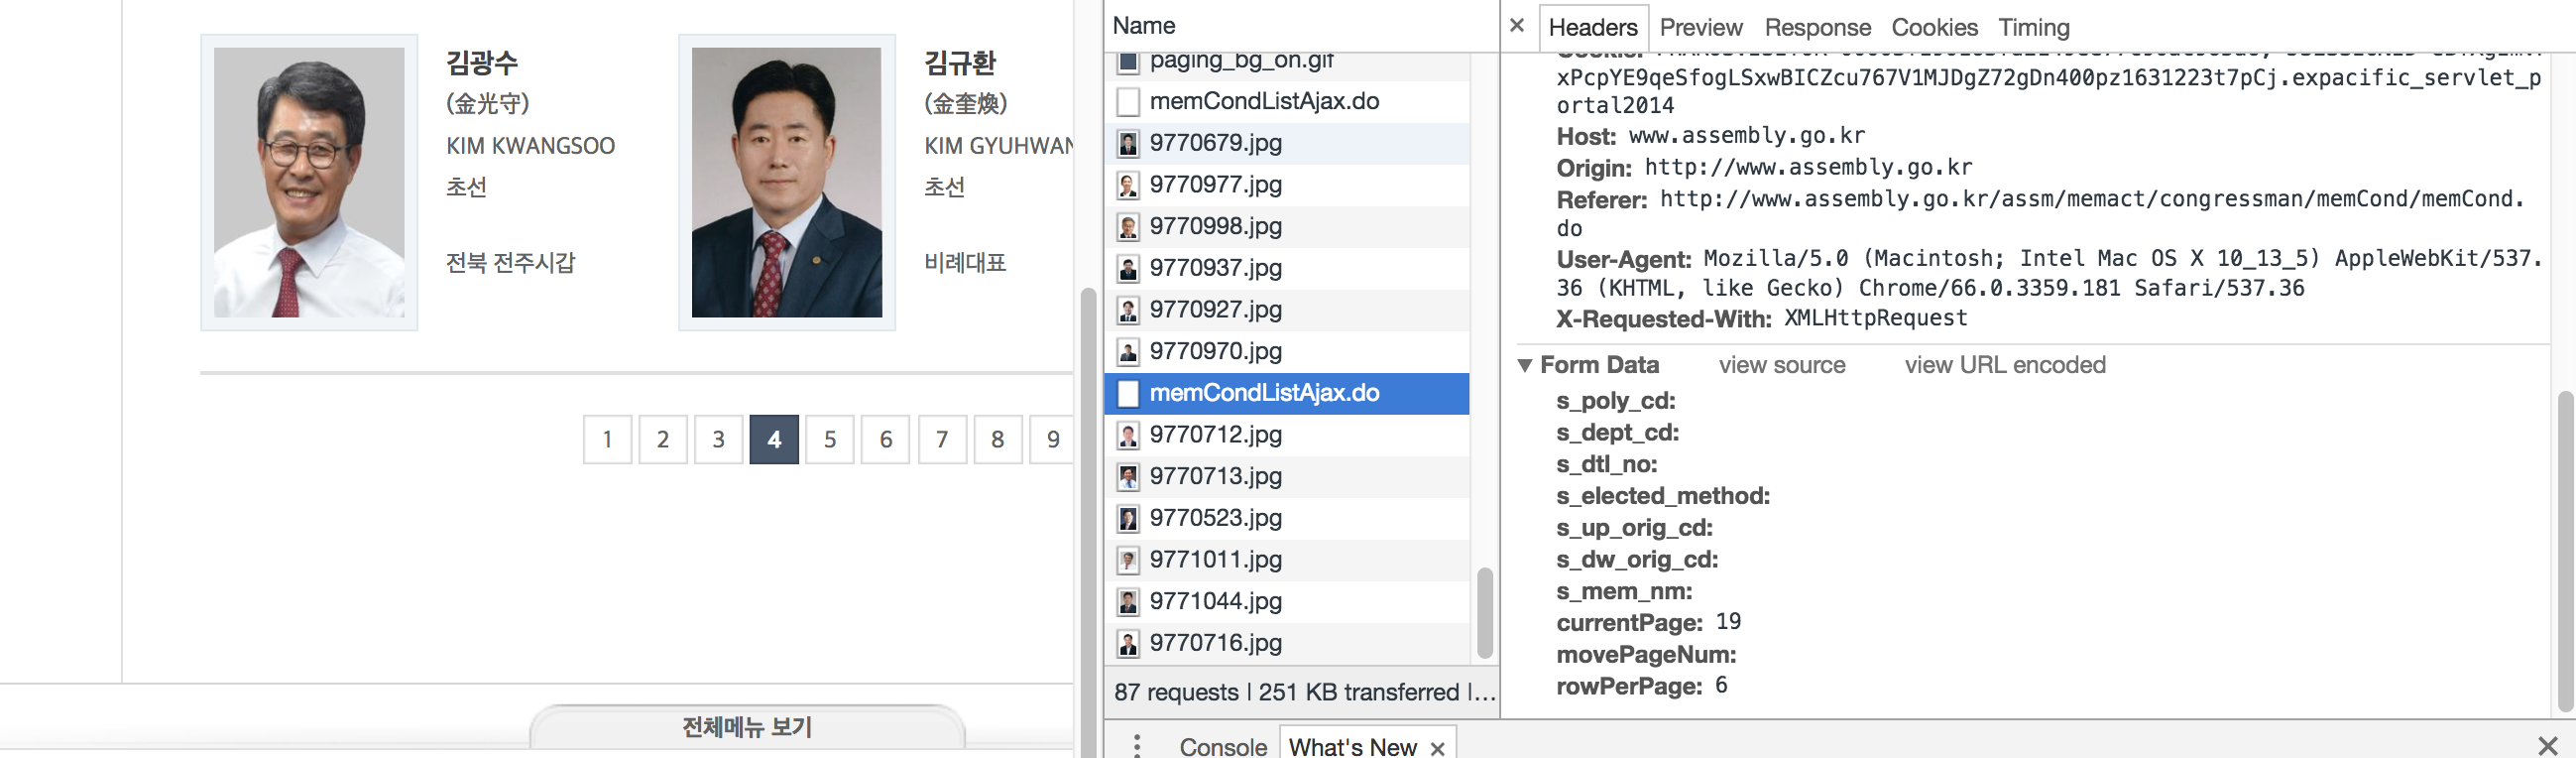 김광수
(金光守)
KIM KWANGSOO
초선
전북 전주시갑
김규환
(金奎煥)
KIM GYUHWAN
초선
비례대표
1 2 3 4 5 6 7 8 9
전체메뉴 보기
Name
paging_bg_on.gif
memCondListAjax.do
9770679.jpg
9770977.jpg
9770998.jpg
9770937.jpg
9770927.jpg
9770970.jpg
memCondListAjax.do
9770712.jpg
9770713.jpg
9770523.jpg
9771011.jpg
9771044.jpg
9770716.jpg
87 requests | 251 KB transferred |...
× Headers Preview Response Cookies Timing
xPcpYE9qeSfogLSxwBICZcu767V1MJDgZ72gDn400pz1631223t7pCj.expacific_servlet_p
ortal2014
Host: www.assembly.go.kr
Origin: http://www.assembly.go.kr
Referer: http://www.assembly.go.kr/assm/memact/congressman/memCond/memCond.
do
User-Agent: Mozilla/5.0 (Macintosh; Intel Mac OS X 10_13_5) AppleWebKit/537.
36 (KHTML, like Gecko) Chrome/66.0.3359.181 Safari/537.36
X-Requested-With: XMLHttpRequest
▼ Form Data view source view URL encoded
s_poly_cd:
s_dept_cd:
s_dtl_no:
s_elected_method:
s_up_orig_cd:
s_dw_orig_cd:
s_mem_nm:
currentPage: 19
movePageNum:
rowPerPage: 6
Console What's New ×